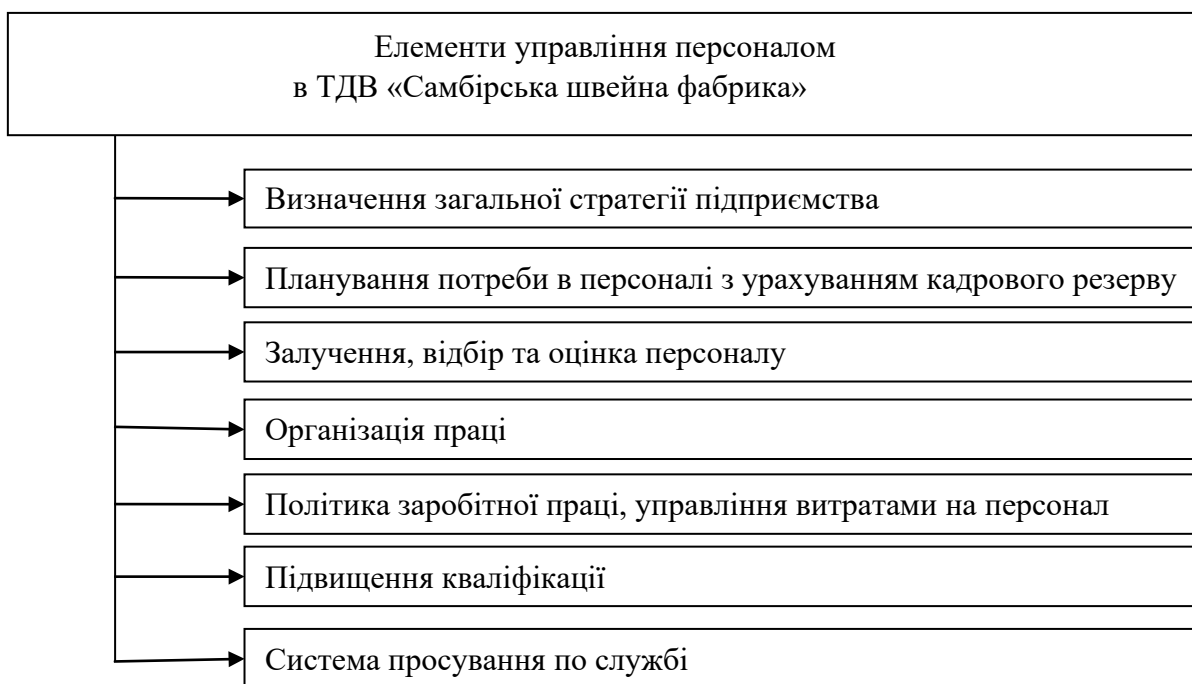 Елементи управління персоналом
в ТДВ «Самбірська швейна фабрика»
Визначення загальної стратегії підприємства
Планування потреби в персоналі з урахуванням кадрового резерву
Залучення, відбір та оцінка персоналу
Організація праці
Політика заробітної праці, управління витратами на персонал
Підвищення кваліфікації
Система просування по службі